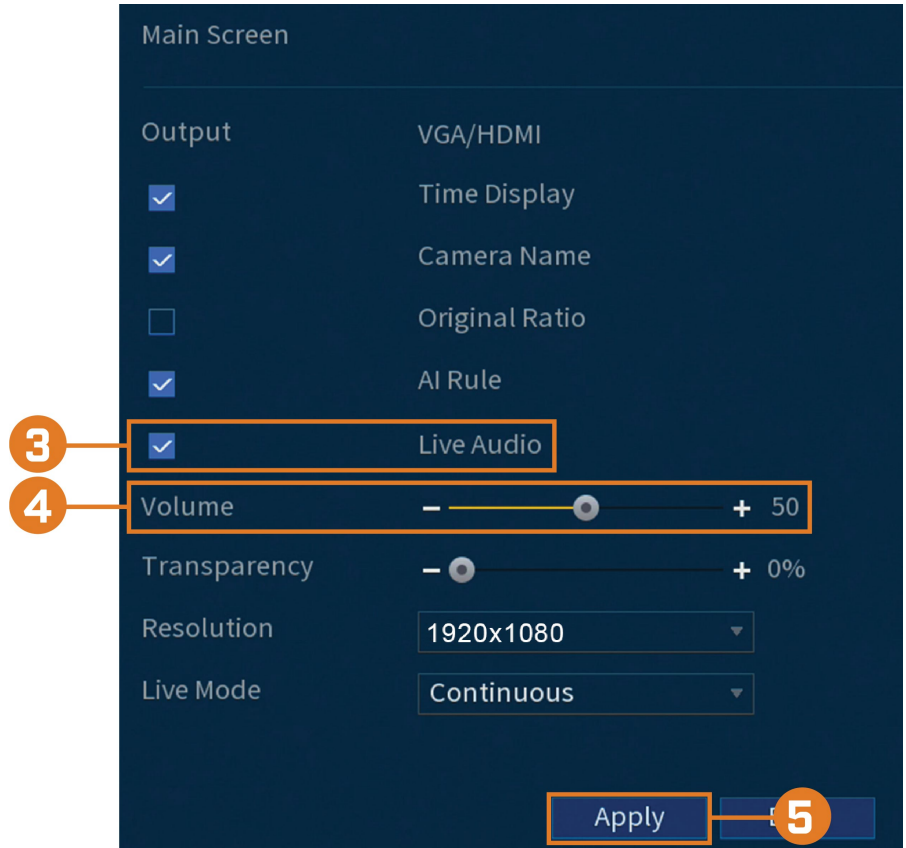 Main Screen
Output VGA/HDMI
Time Display
Camera Name
Original Ratio
AI Rule
3 Live Audio
4 Volume − + 50
Transparency − + 0%
Resolution 1920x1080
Live Mode Continuous
Apply 5